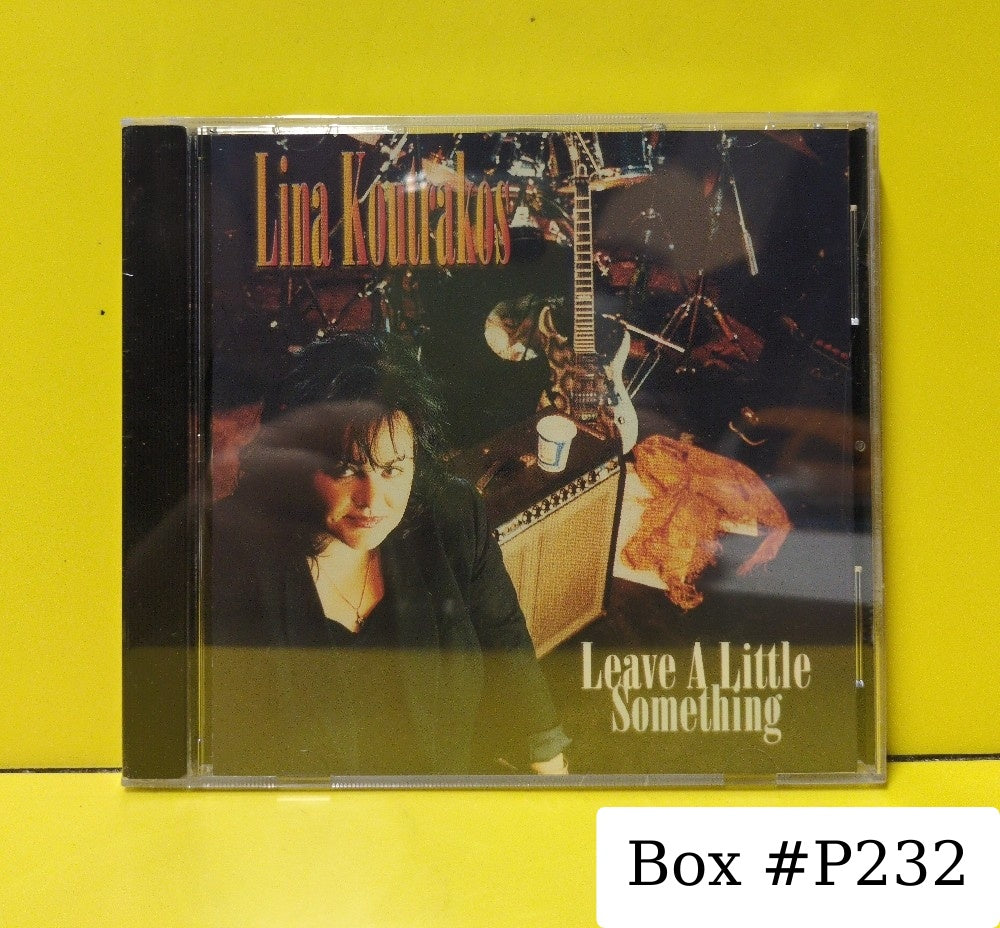 Lina Koutrakos
Leave A Little
Something
Box #P232